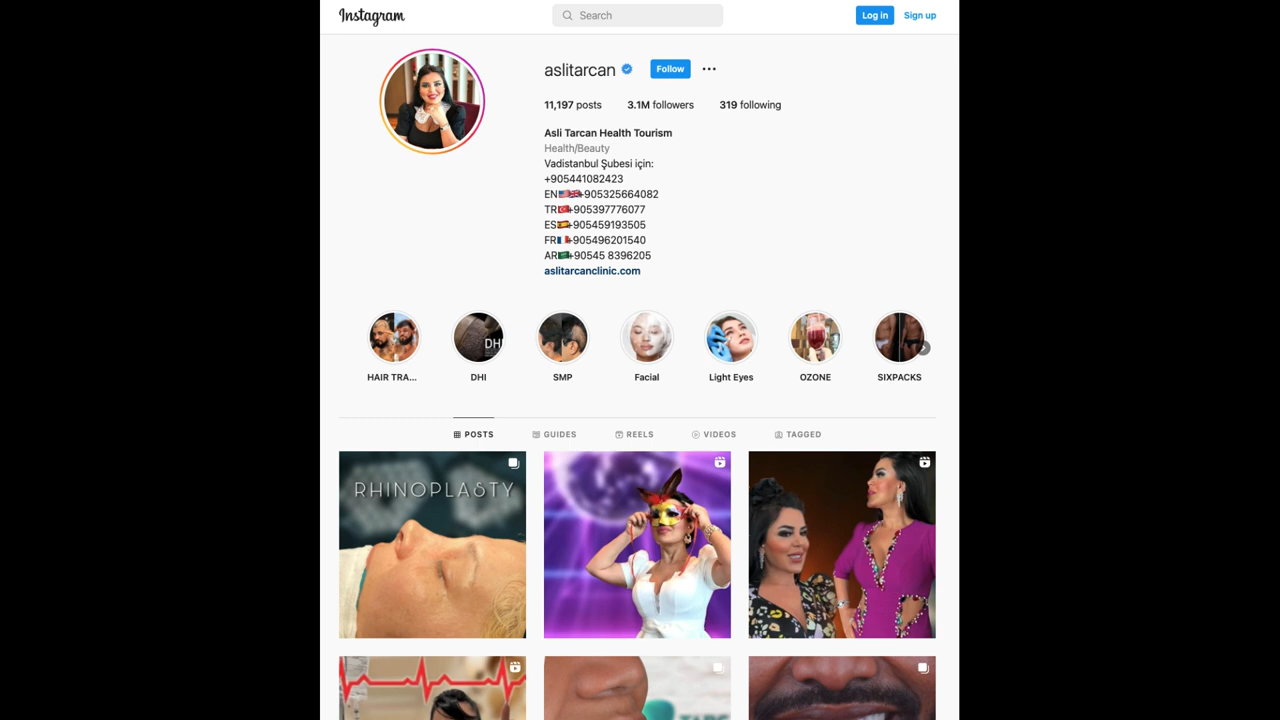 Instagram
Search
Log in
Sign up
aslitarcan
Follow
11,197 posts 3.1M followers 319 following
Asli Tarcan Health Tourism
Health/Beauty
Vadistanbul Şubesi için:
+905441082423
EN🇺🇸🇬🇧+905325664082
TR🇹🇷+905397776077
ES🇪🇸+905459193505
FR🇫🇷+905496201540
AR🇸🇦+90545 8396205
aslitarcanclinic.com
DHI
HAIR TRA... DHI SMP Facial Light Eyes OZONE SIXPACKS
POSTS GUIDES REELS VIDEOS TAGGED
RHINOPLASTY